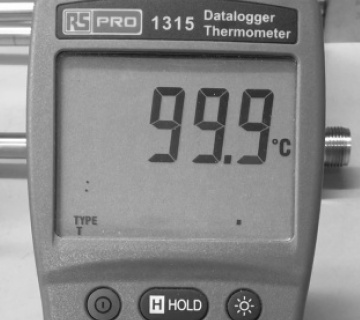 RS PRO 1315 Datalogger
Thermometer
99.9 °C
:
TYPE
T
H HOLD